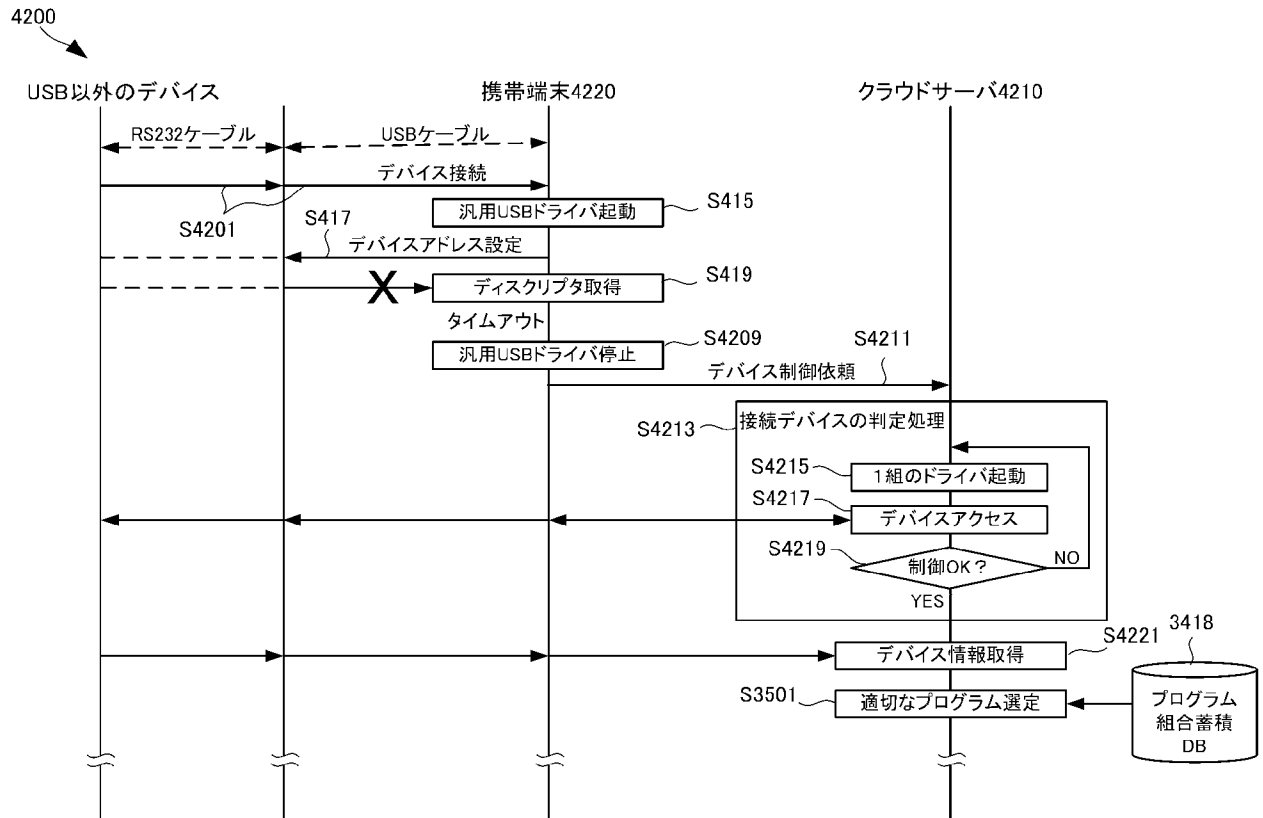 4200
USB以外のデバイス
携帯端末4220
クラウドサーバ4210
RS232ケーブル
USBケーブル
デバイス接続
S4201
汎用USBドライバ起動
S415
S417
デバイスアドレス設定
X
ディスクリプタ取得
S419
タイムアウト
汎用USBドライバ停止
S4209
デバイス制御依頼
S4211
S4213
接続デバイスの判定処理
S4215
1組のドライバ起動
S4217
デバイスアクセス
S4219
制御OK?
NO
YES
デバイス情報取得
S4221
3418
S3501
適切なプログラム選定
プログラム
組合蓄積
DB